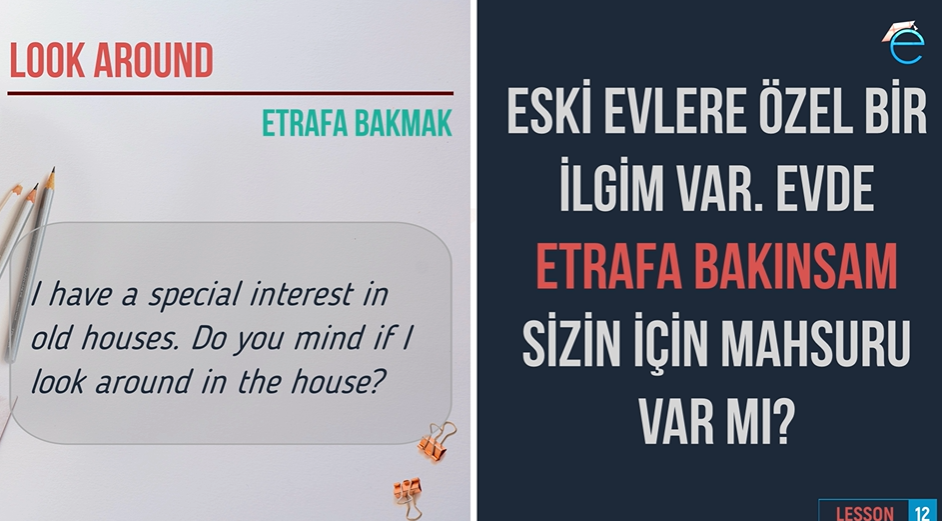 LOOK AROUND
ETRAFA BAKMAK
I have a special interest in
old houses. Do you mind if I
look around in the house?
ESKİ EVLERE ÖZEL BİR
İLGİM VAR. EVDE
ETRAFA BAKINSAM
SİZİN İÇİN MAHSURU
VAR MI?
LESSON 12